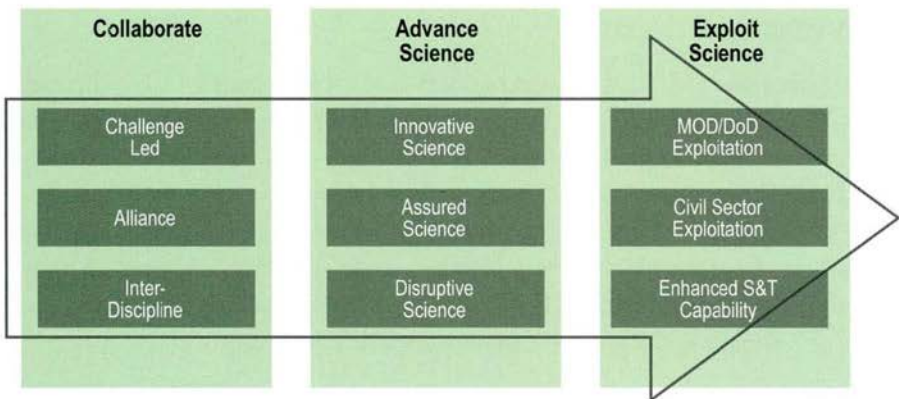 Collaborate
Challenge
Led
Alliance
Inter-
Discipline
Advance
Science
Innovative
Science
Assured
Science
Disruptive
Science
Exploit
Science
MOD/DoD
Exploitation
Civil Sector
Exploitation
Enhanced S&T
Capability